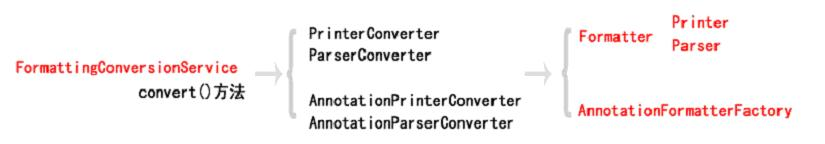 FormattingConversionService
convert()方法
PrinterConverter
ParserConverter
AnnotationPrinterConverter
AnnotationParserConverter
Formatter
Printer
Parser
AnnotationFormatterFactory